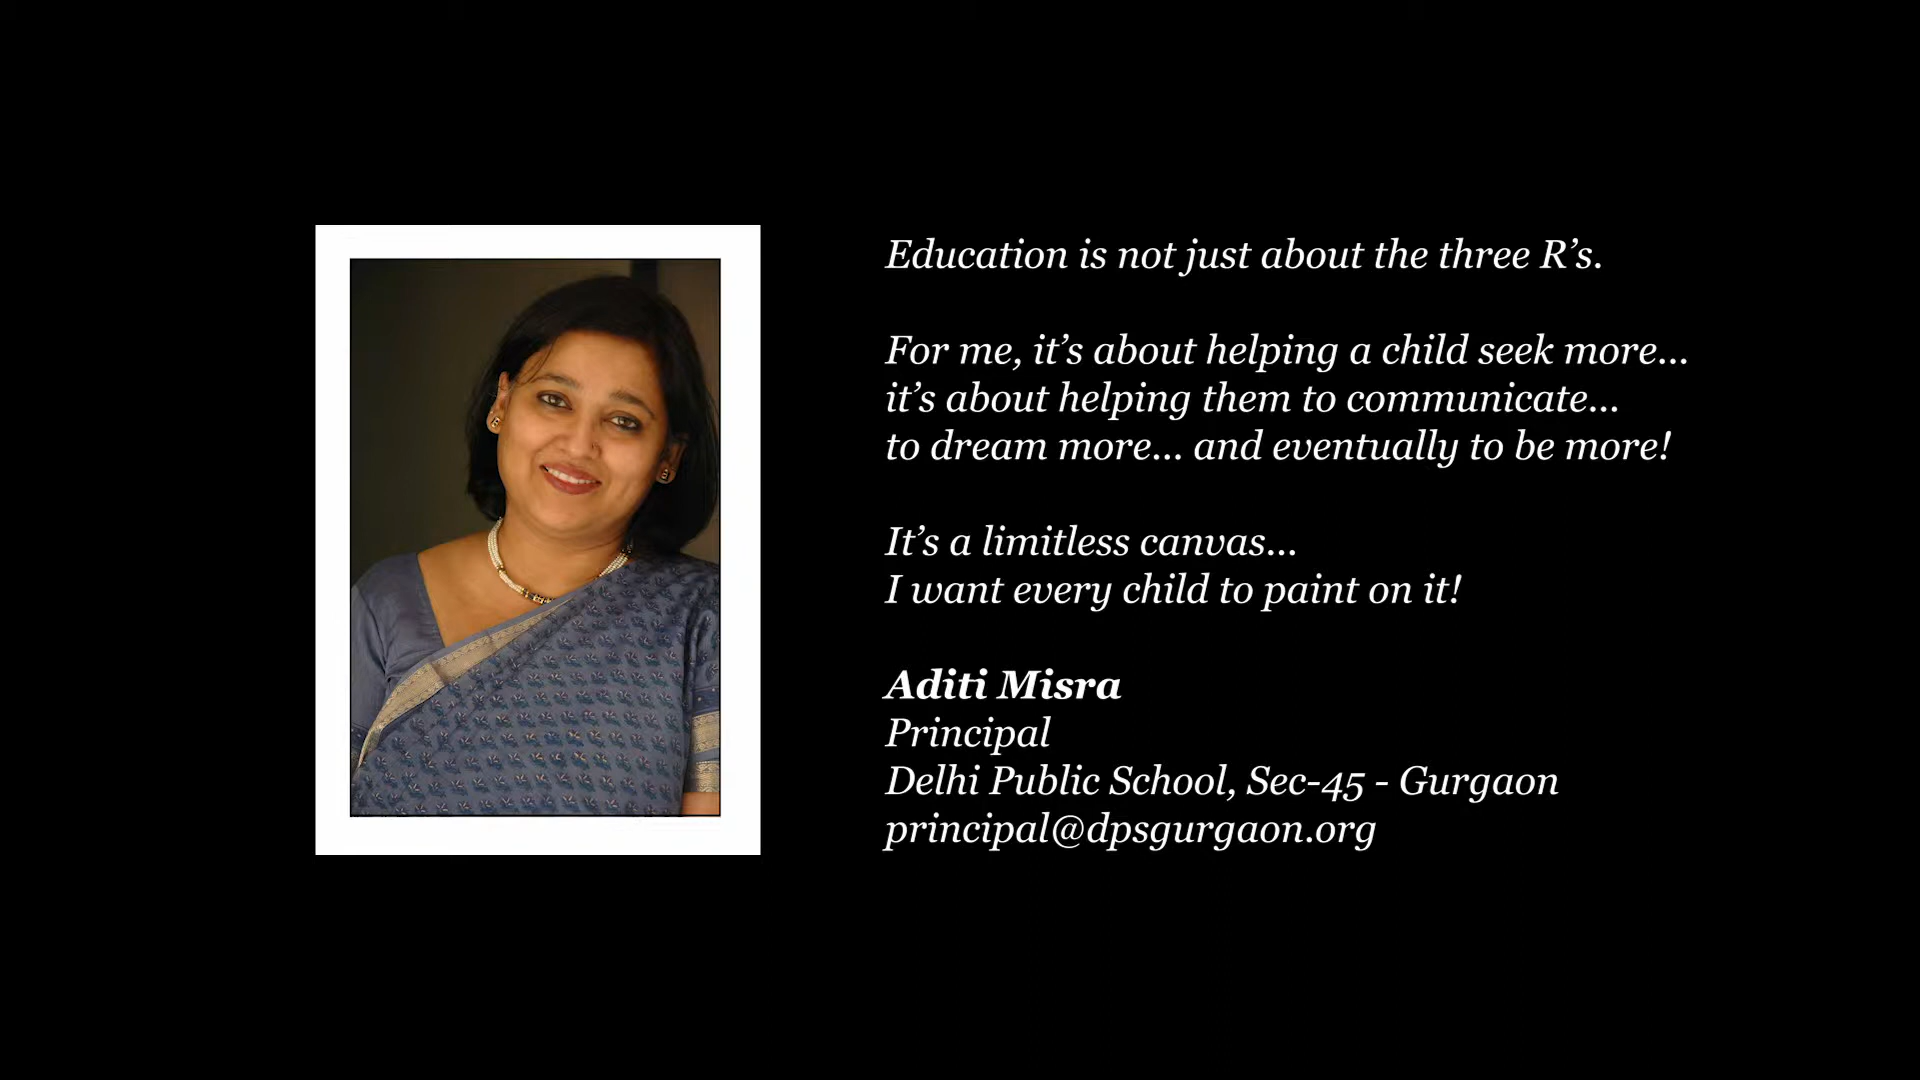 Education is not just about the three R’s.
For me, it’s about helping a child seek more...
it’s about helping them to communicate...
to dream more... and eventually to be more!
It’s a limitless canvas...
I want every child to paint on it!
Aditi Misra
Principal
Delhi Public School, Sec-45 - Gurgaon
principal@dpsgurgaon.org